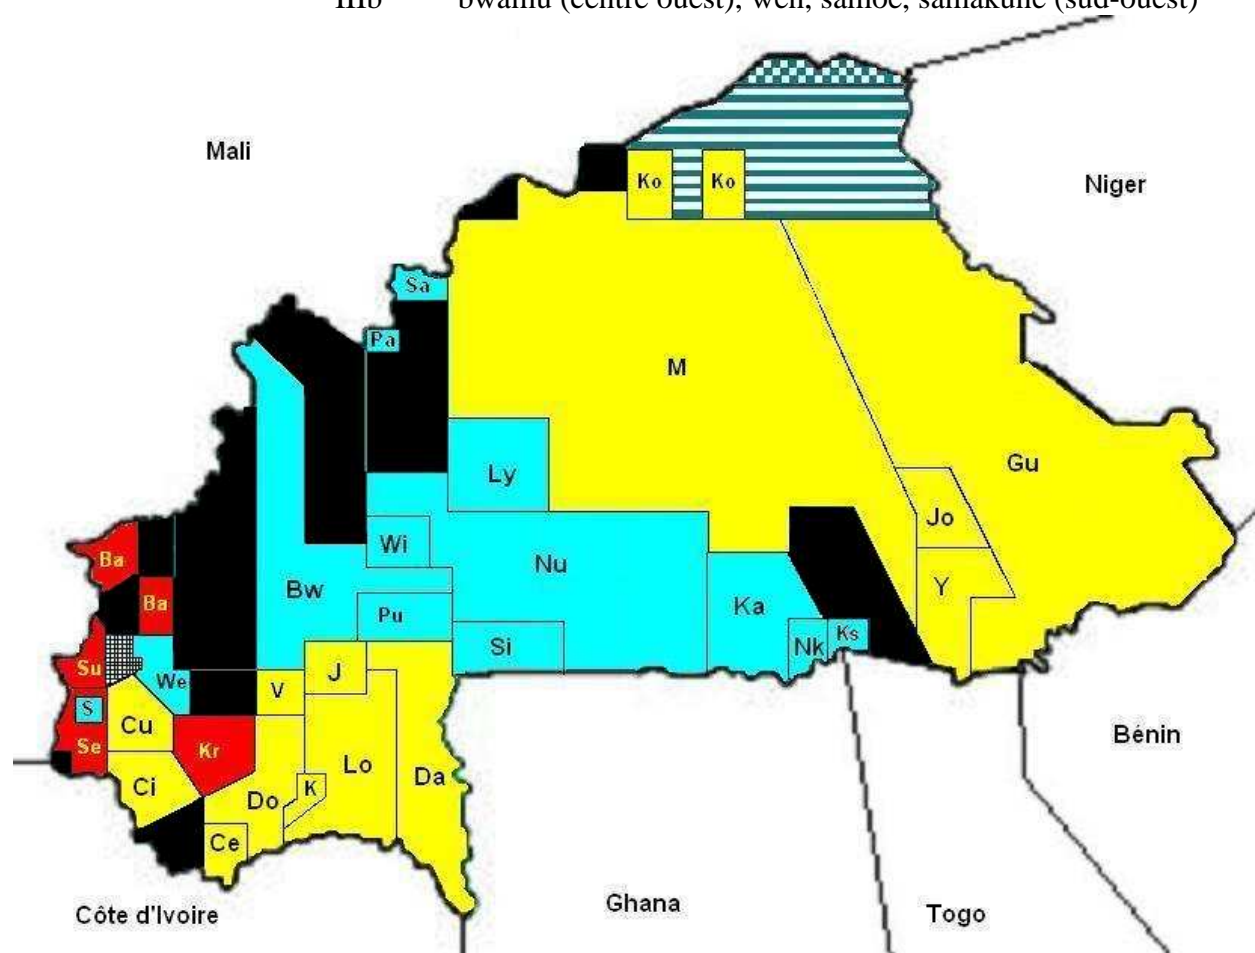 IIIb bwamu (centre ouest), wen, samoe, samakune (sud-ouest)
Mali
Niger
Ko Ko
Sa
Pa
M
Gu
Ly
Jo
Wi
Ba
Nu
Y
Bw
Ba
Ka
Pu
Ks
Si
Nk
Su
J
We
V
S
Cu
Bénin
Se
Kr
Lo
Da
Ci
K
Do
Ce
Ghana
Côte d'Ivoire
Togo